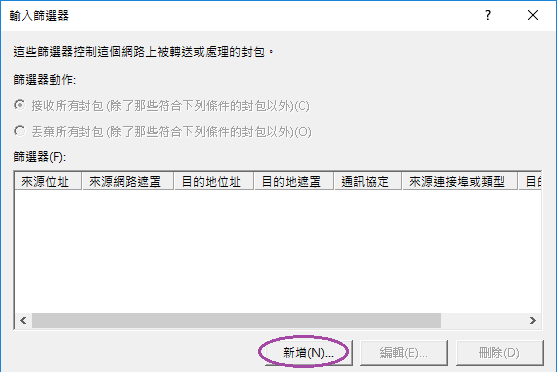 輸入篩選器
這些篩選器控制這個網路上被轉送或處理的封包。
篩選器動作:
接收所有封包 (除了那些符合下列條件的封包以外)(C)
丟棄所有封包 (除了那些符合下列條件的封包以外)(O)
篩選器(F):
來源位址 來源網路遮罩 目的地位址 目的地遮罩 通訊協定 來源連接埠或類型 目的
新增(N)... 編輯(E)... 刪除(D)